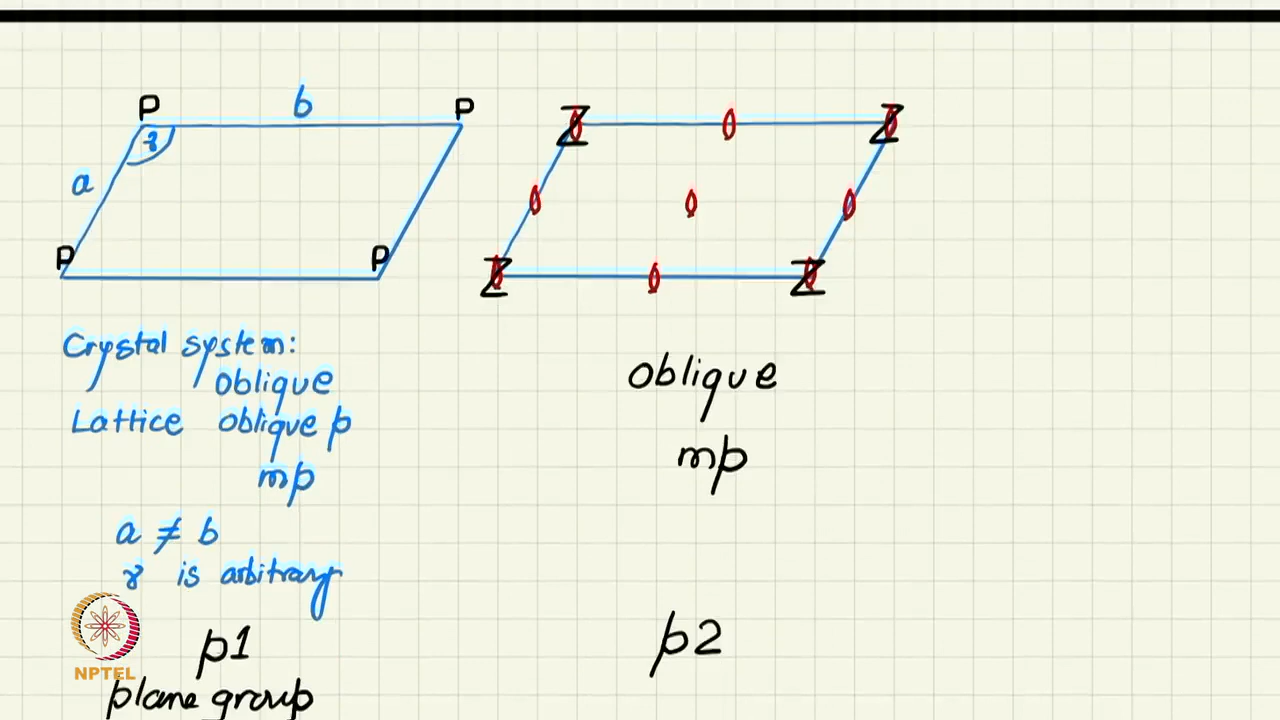 P b P
γ
a
P P
Z Z
Z Z
Crystal system:
oblique
Lattice oblique p
mp
a ≠ b
γ is arbitrary
p1
plane group
oblique
mp
p2
NPTEL